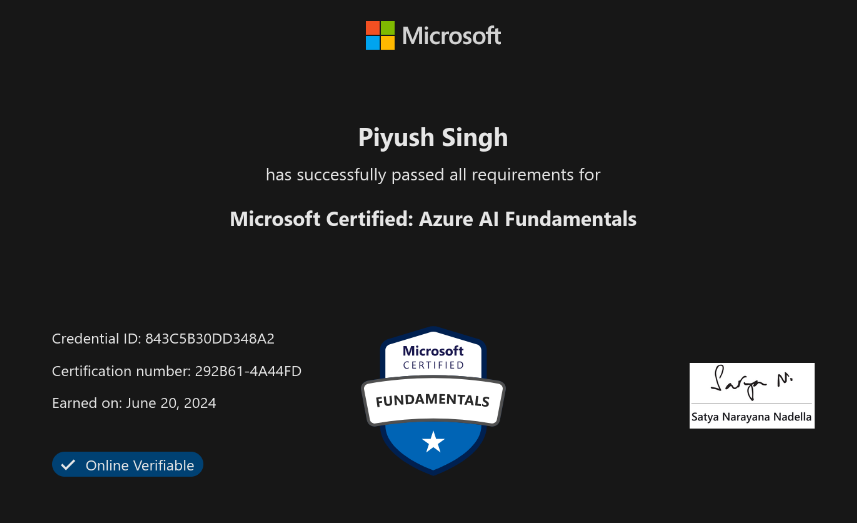 Microsoft
Piyush Singh
has successfully passed all requirements for
Microsoft Certified: Azure AI Fundamentals
Credential ID: 843C5B30DD348A2
Certification number: 292B61-4A44FD
Earned on: June 20, 2024
Online Verifiable
Microsoft
CERTIFIED
FUNDAMENTALS
Satya N.
Satya Narayana Nadella